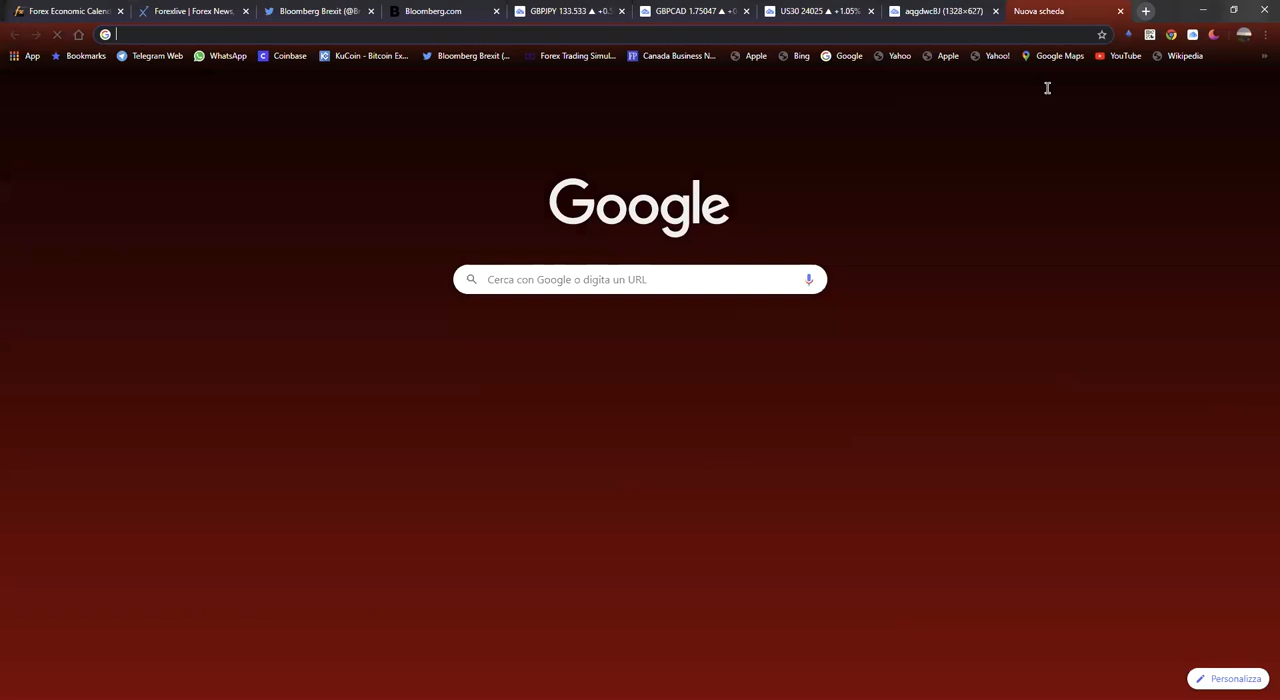 Forex Economic Calend
Forexlive | Forex News,
Bloomberg Brexit (@Br
Bloomberg.com
GBPJPY 133.533 ▲ +0.5
GBPCAD 1.75047 ▲ +0
US30 24025 ▲ +1.05%
aqgdwcBJ (1328×627)
Nuova scheda
App
Bookmarks
Telegram Web
WhatsApp
Coinbase
KuCoin - Bitcoin Ex...
Bloomberg Brexit (...
Forex Trading Simul...
Canada Business N...
Apple
Bing
Google
Yahoo
Apple
Yahoo!
Google Maps
YouTube
Wikipedia
Google
Cerca con Google o digita un URL
Personalizza